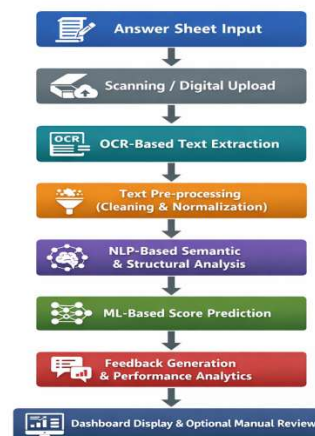 Answer Sheet Input
Scanning / Digital Upload
OCR
OCR-Based Text Extraction
Text Pre-processing
(Cleaning & Normalization)
NLP-Based Semantic
& Structural Analysis
ML-Based Score Prediction
Feedback Generation
& Performance Analytics
Dashboard Display & Optional Manual Review